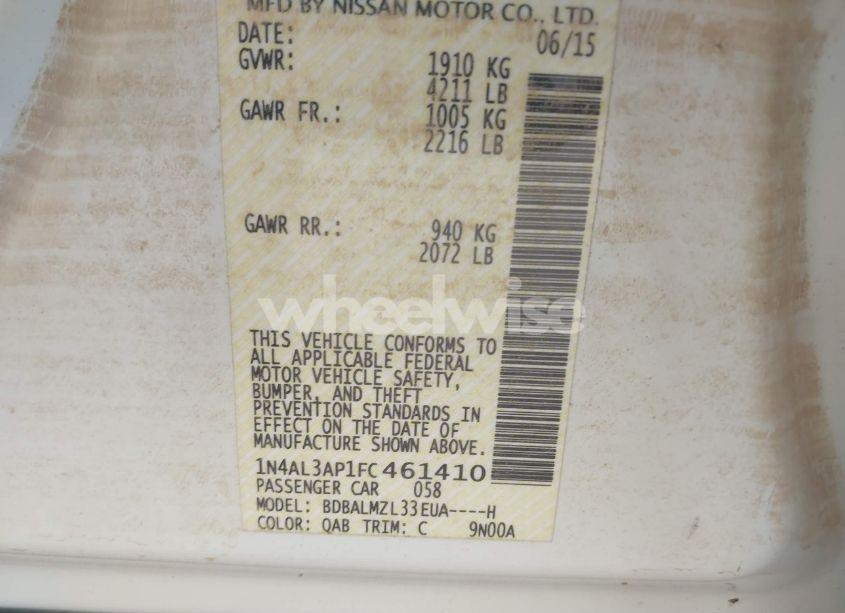 MFD BY NISSAN MOTOR CO., LTD.
DATE: 06/15
GVWR: 1910 KG
4211 LB
GAWR FR.: 1005 KG
2216 LB
GAWR RR.: 940 KG
2072 LB
wheelwise
THIS VEHICLE CONFORMS TO
ALL APPLICABLE FEDERAL
MOTOR VEHICLE SAFETY,
BUMPER, AND THEFT
PREVENTION STANDARDS IN
EFFECT ON THE DATE OF
MANUFACTURE SHOWN ABOVE.
1N4AL3AP1FC461410
PASSENGER CAR 058
MODEL: BDBALMZL33EUA----H
COLOR: QAB TRIM: C 9N00A